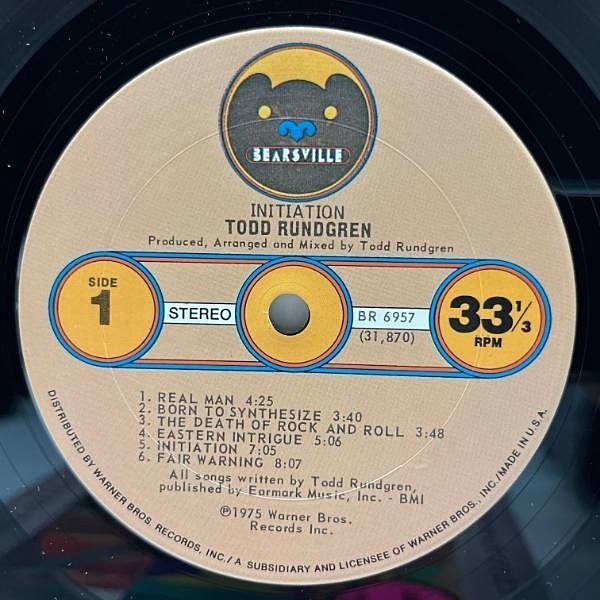 BEARSVILLE
INITIATION
TODD RUNDGREN
Produced, Arranged and Mixed by Todd Rundgren
SIDE
1
STEREO
BR 6957
(31,870)
33 1/3
RPM
1. REAL MAN 4:25
2. BORN TO SYNTHESIZE 3:40
3. THE DEATH OF ROCK AND ROLL 3:48
4. EASTERN INTRIGUE 5:06
5. INITIATION 7:05
6. FAIR WARNING 8:07
All songs written by Todd Rundgren,
published by Earmark Music, Inc. - BMI
℗1975 Warner Bros.
Records Inc.
DISTRIBUTED BY WARNER BROS. RECORDS, INC./A SUBSIDIARY AND LICENSEE OF WARNER BROS., INC./MADE IN U.S.A.